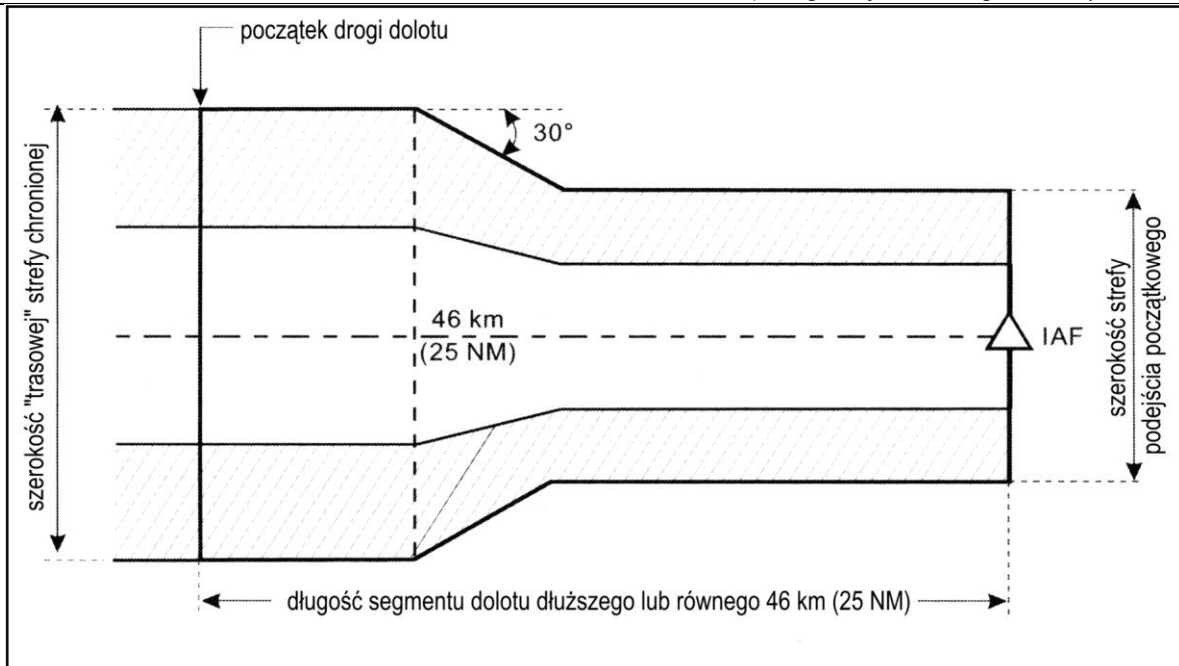 początek drogi dolotu
30°
szerokość "trasowej" strefy chronionej
46 km
(25 NM)
IAF
szerokość strefy
podejścia początkowego
długość segmentu dolotu dłuższego lub równego 46 km (25 NM)